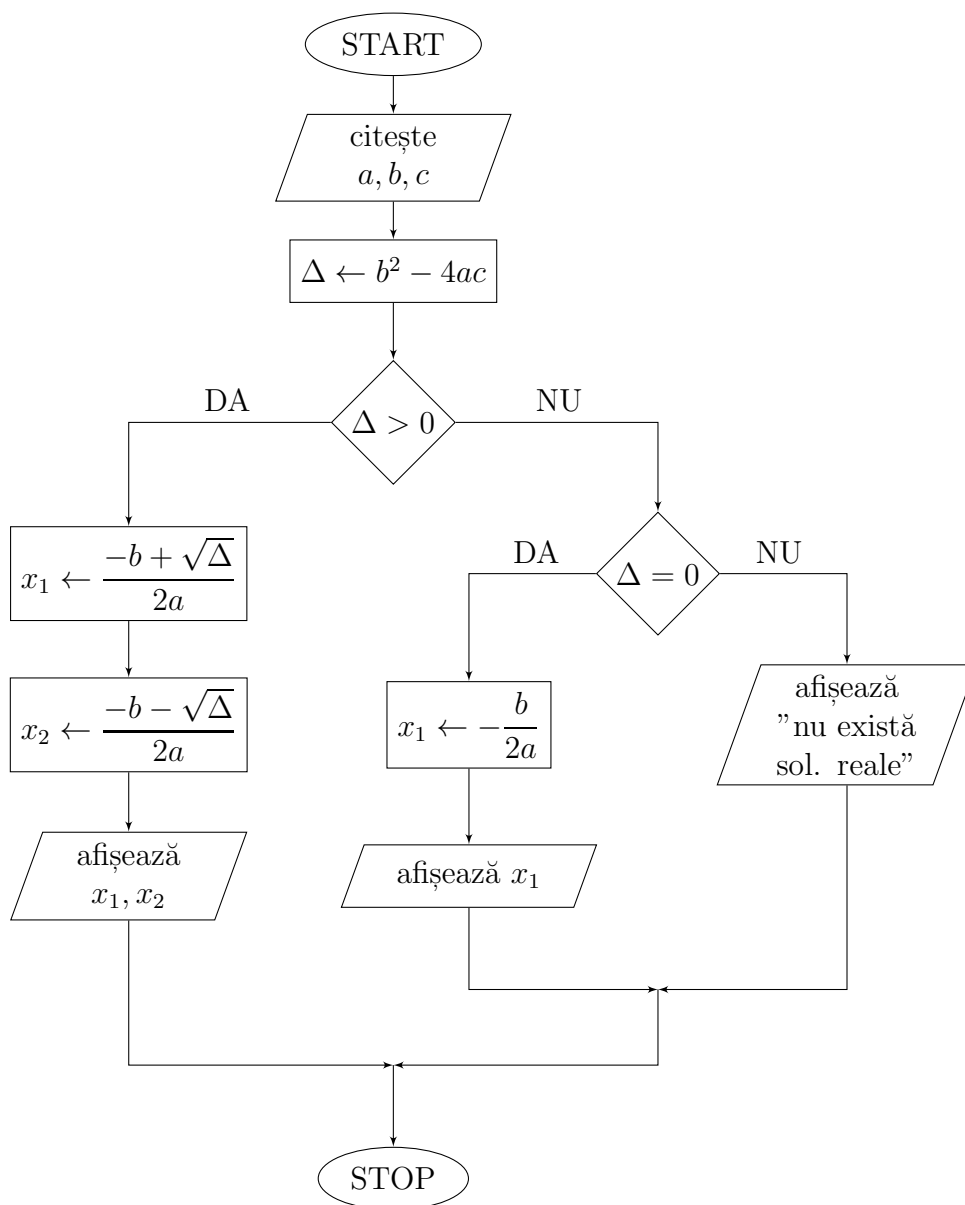 START
citește
a, b, c
Δ ← b² − 4ac
DA
Δ > 0
NU
x₁ ← (−b + √Δ) / 2a
x₂ ← (−b − √Δ) / 2a
afișează
x₁, x₂
DA
Δ = 0
NU
x₁ ← −b / 2a
afișează x₁
afișează
”nu există
sol. reale”
STOP